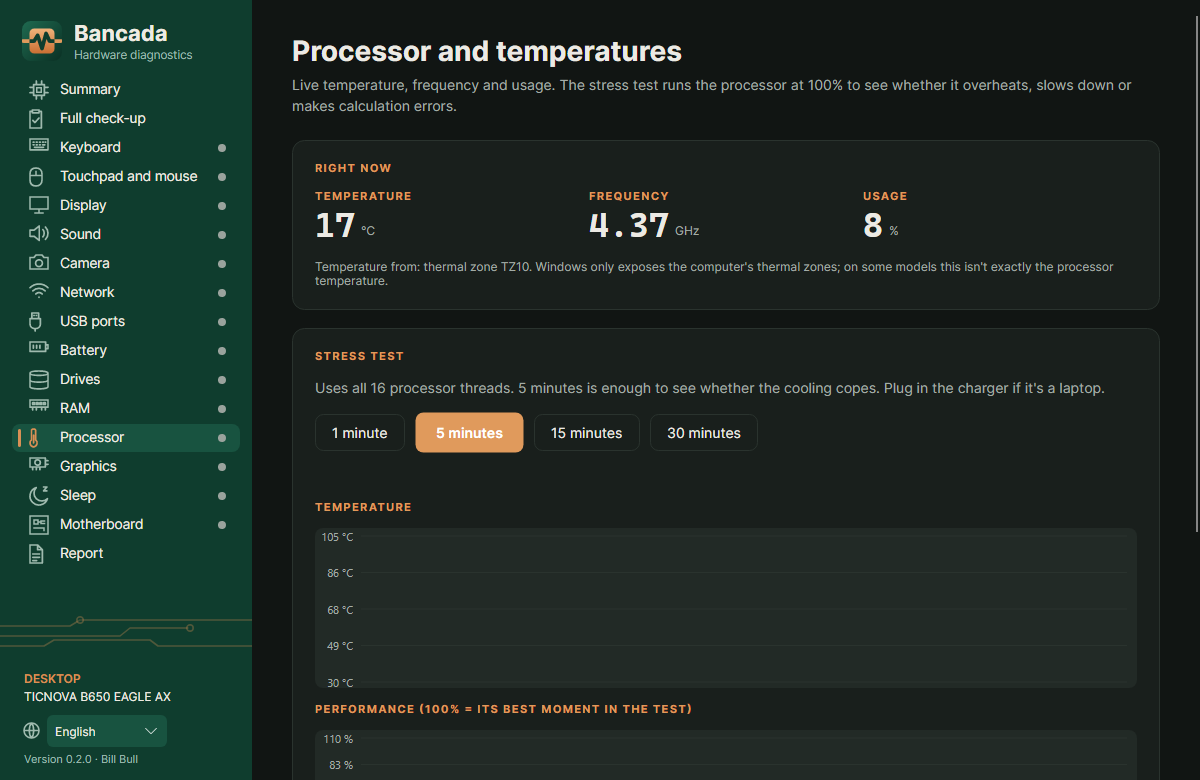 Bancada
Hardware diagnostics
Summary
Full check-up
Keyboard
Touchpad and mouse
Display
Sound
Camera
Network
USB ports
Battery
Drives
RAM
Processor
Graphics
Sleep
Motherboard
Report
DESKTOP
TICNOVA B650 EAGLE AX
English
Version 0.2.0 · Bill Bull
Processor and temperatures
Live temperature, frequency and usage. The stress test runs the processor at 100% to see whether it overheats, slows down or
makes calculation errors.
RIGHT NOW
TEMPERATURE FREQUENCY USAGE
17 °C 4.37 GHz 8 %
Temperature from: thermal zone TZ10. Windows only exposes the computer's thermal zones; on some models this isn't exactly the processor
temperature.
STRESS TEST
Uses all 16 processor threads. 5 minutes is enough to see whether the cooling copes. Plug in the charger if it's a laptop.
1 minute 5 minutes 15 minutes 30 minutes
TEMPERATURE
105 °C
86 °C
68 °C
49 °C
30 °C
PERFORMANCE (100% = ITS BEST MOMENT IN THE TEST)
110 %
83 %